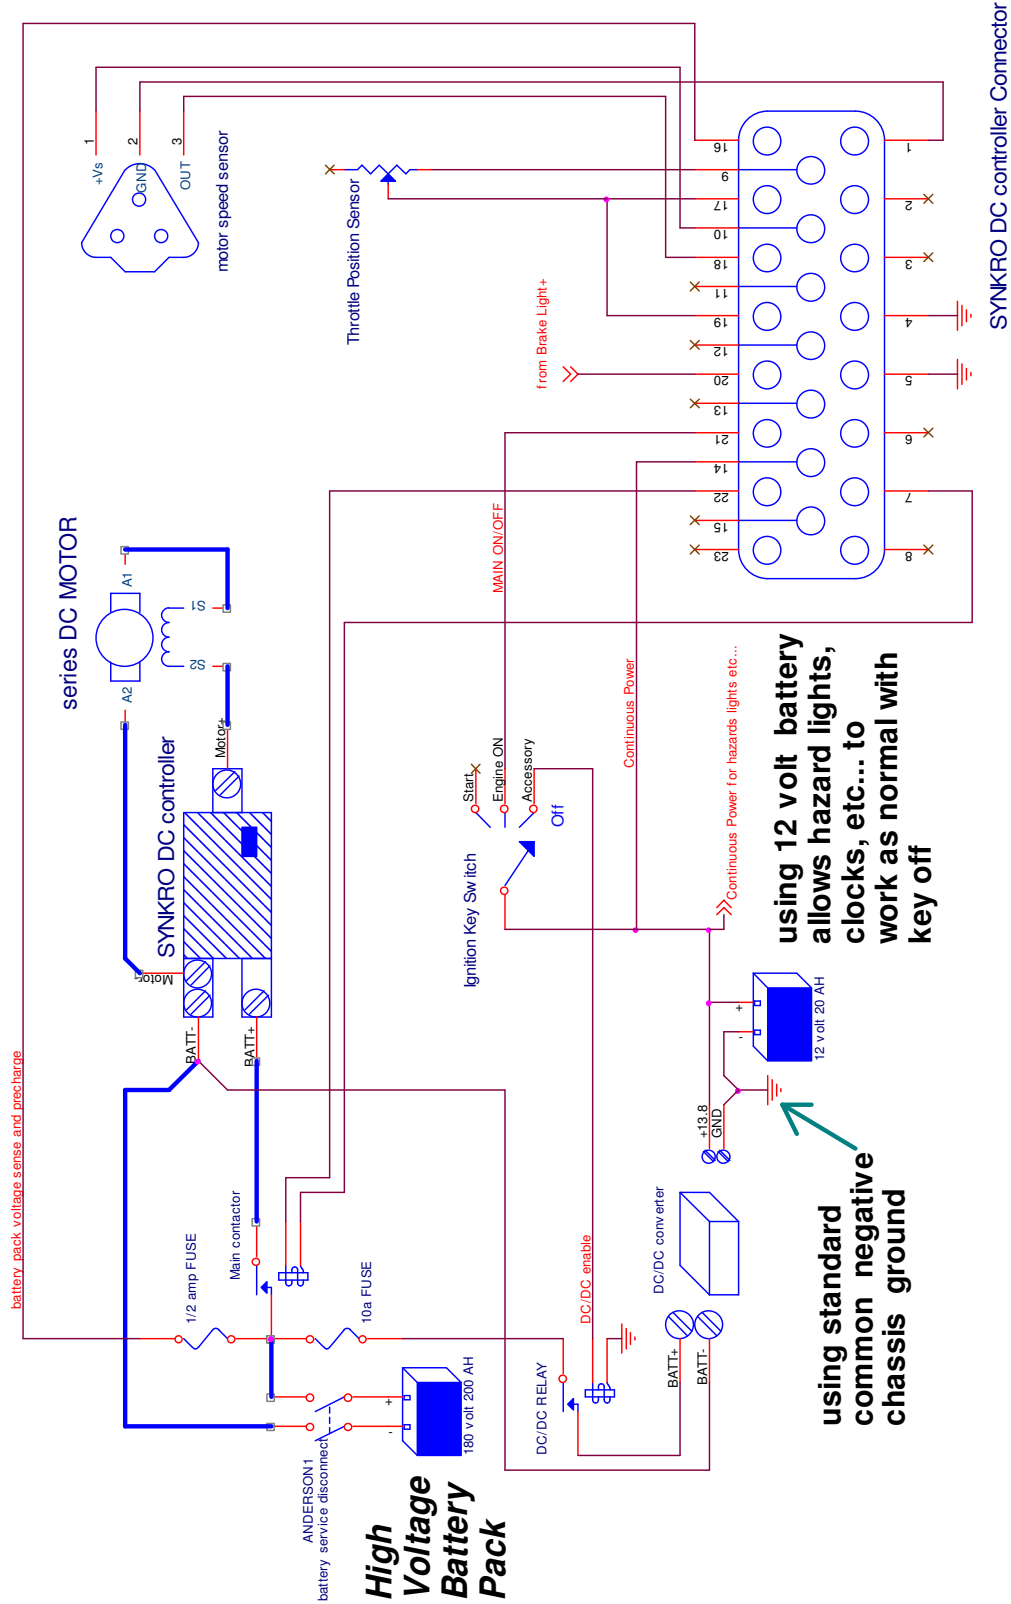 battery pack voltage sense and precharge
+Vs
1
GND
2
OUT
3
motor speed sensor
Throttle Position Sensor
from Brake Light+
SYNKRO DC controller Connector
16
9
17
10
18
11
19
12
20
13
21
14
22
15
23
1
2
3
4
5
6
7
8
series DC MOTOR
A1
A2
S1
S2
SYNKRO DC controller
Motor+
Motor-
BATT-
BATT+
MAIN ON/OFF
Continuous Power
Ignition Key Switch
Start
Engine ON
Accessory
Off
Continuous Power for hazards lights etc...
using 12 volt battery
allows hazard lights,
clocks, etc... to
work as normal with
key off
+
-
12 volt 20 AH
+13.8
GND
Main contactor
1/2 amp FUSE
10a FUSE
DC/DC enable
DC/DC converter
DC/DC RELAY
BATT+
BATT-
using standard
common negative
chassis ground
+
-
180 volt 200 AH
ANDERSON1
battery service disconnect
High
Voltage
Battery
Pack